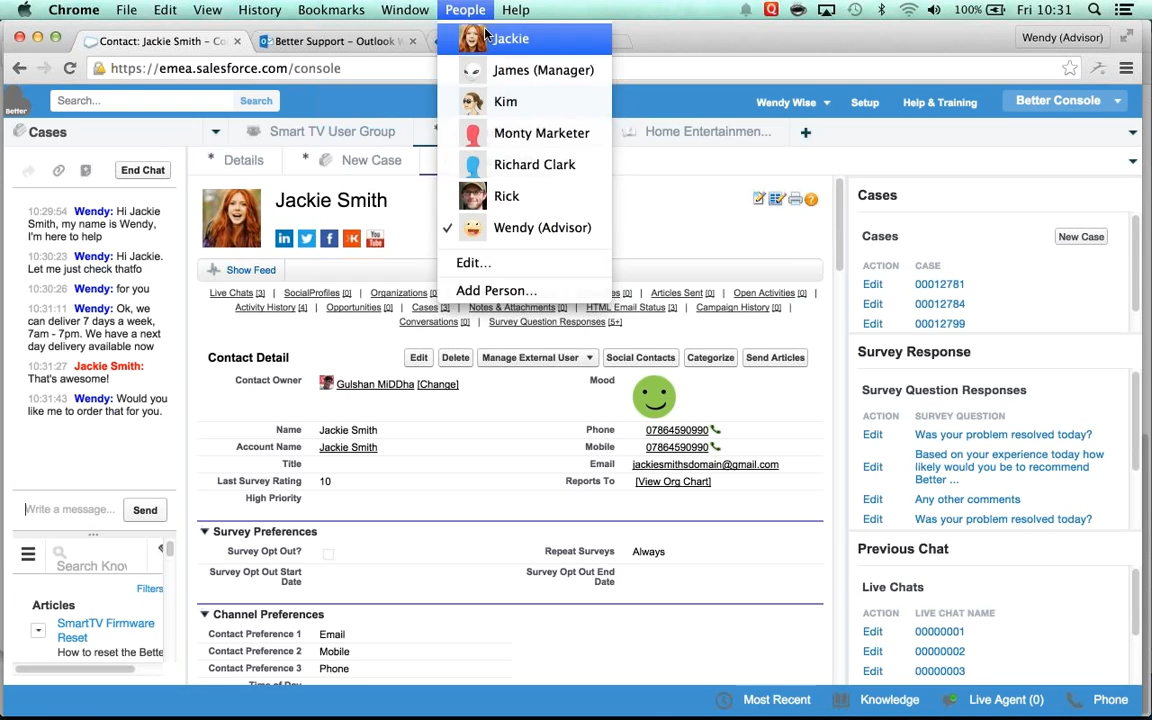 Chrome File Edit View History Bookmarks Window People Help 100% Fri 10:31
Contact: Jackie Smith – Co
Better Support – Outlook W
Wendy (Advisor)
https://emea.salesforce.com/console
Better
Search...
Search
Wendy Wise
Setup
Help & Training
Better Console
Cases
Smart TV User Group
Home Entertainmen...
* Details
* New Case
End Chat
10:29:54 Wendy: Hi Jackie
Smith, my name is Wendy,
I'm here to help
10:30:23 Wendy: Hi Jackie.
Let me just check thatfo
10:30:26 Wendy: for you
10:31:10 Wendy: Ok, we
can deliver 7 days a week,
7am - 7pm. We have a next
day delivery available now
10:31:27 Jackie Smith:
That's awesome!
10:31:43 Wendy: Would you
like me to order that for you.
Write a message...
Send
Search Know
Filters
Articles
SmartTV Firmware
Reset
How to reset the Bette
Jackie
James (Manager)
Kim
Monty Marketer
Richard Clark
Rick
✓ Wendy (Advisor)
Edit...
Add Person...
Jackie Smith
in
f
You
Tube
Show Feed
Live Chats [3] | SocialProfiles [0] | Organizations [0
[0] | Articles Sent [0] | Open Activities [0] |
Activity History [4] | Opportunities [0] | Cases [3] | Notes & Attachments [0] | HTML Email Status [3] | Campaign History [0] |
Conversations [0] | Survey Question Responses [5+]
Contact Detail
Edit
Delete
Manage External User
Social Contacts
Categorize
Send Articles
Contact Owner Gulshan MiDDha [Change]
Mood
Name Jackie Smith
Phone 07864590990
Account Name Jackie Smith
Mobile 07864590990
Title
Email jackiesmithsdomain@gmail.com
Last Survey Rating 10
Reports To [View Org Chart]
High Priority
Survey Preferences
Survey Opt Out?
Repeat Surveys Always
Survey Opt Out Start
Date
Survey Opt Out End
Date
Channel Preferences
Contact Preference 1 Email
Contact Preference 2 Mobile
Contact Preference 3 Phone
Time of Day
Cases
Cases
New Case
ACTION CASE
Edit 00012781
Edit 00012784
Edit 00012799
Survey Response
Survey Question Responses
ACTION SURVEY QUESTION
Edit Was your problem resolved today?
Edit Based on your experience today how
likely would you be to recommend
Better ...
Edit Any other comments
Edit Was your problem resolved today?
Previous Chat
Live Chats
ACTION LIVE CHAT NAME
Edit 00000001
Edit 00000002
Edit 00000003
Most Recent
Knowledge
Live Agent (0)
Phone